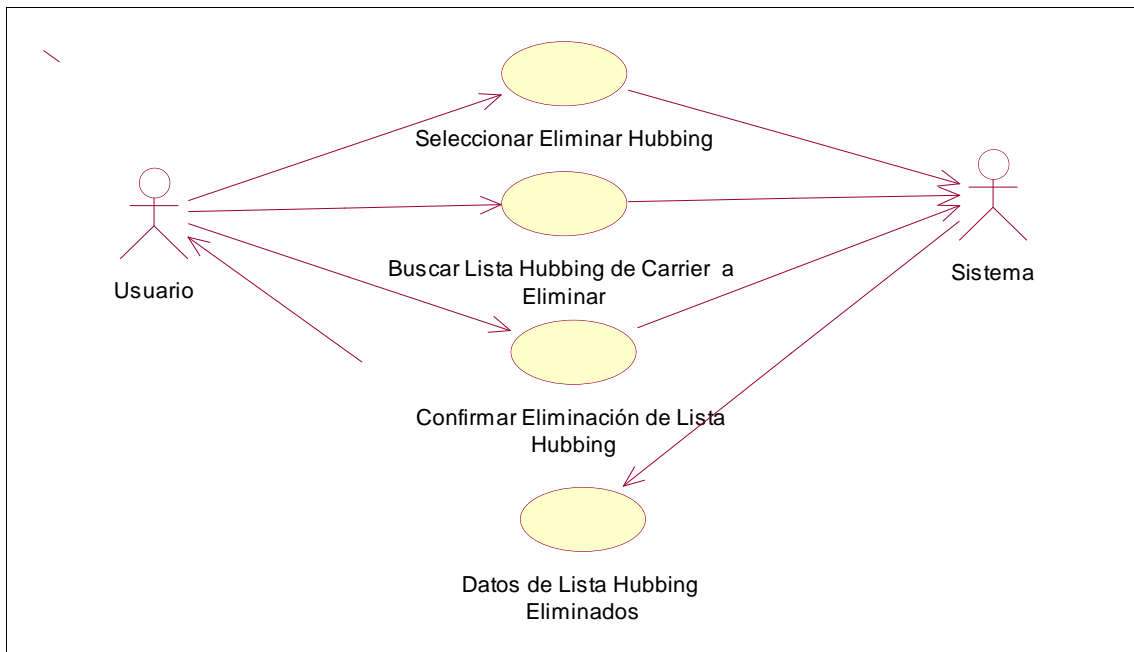 Seleccionar Eliminar Hubbing
Buscar Lista Hubbing de Carrier a
Eliminar
Usuario
Sistema
Confirmar Eliminación de Lista
Hubbing
Datos de Lista Hubbing
Eliminados